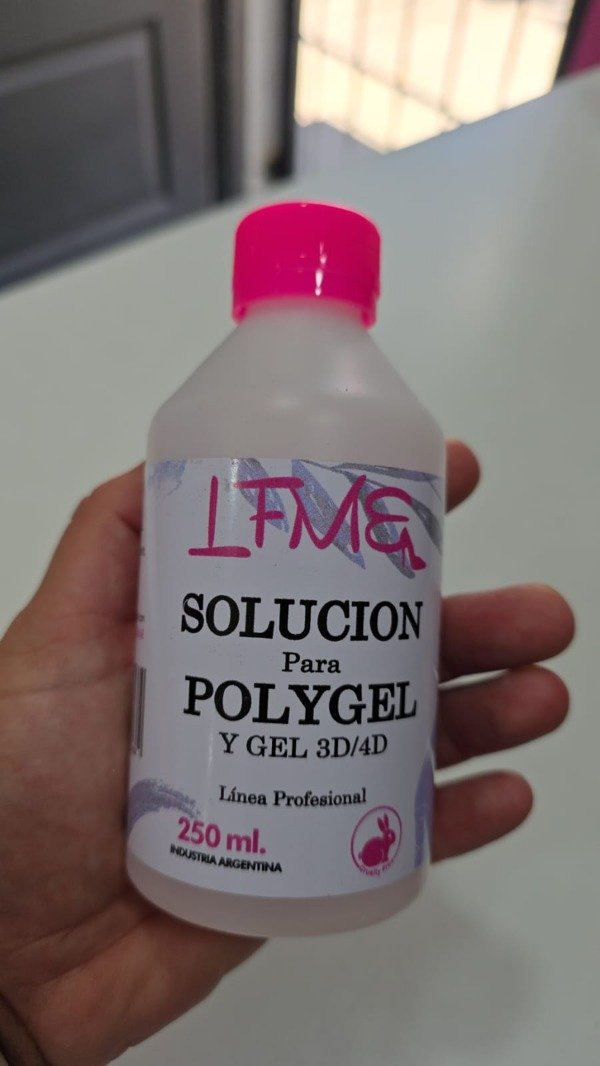 LFME
SOLUCION
Para
POLYGEL
Y GEL 3D/4D
Línea Profesional
250 ml.
INDUSTRIA ARGENTINA